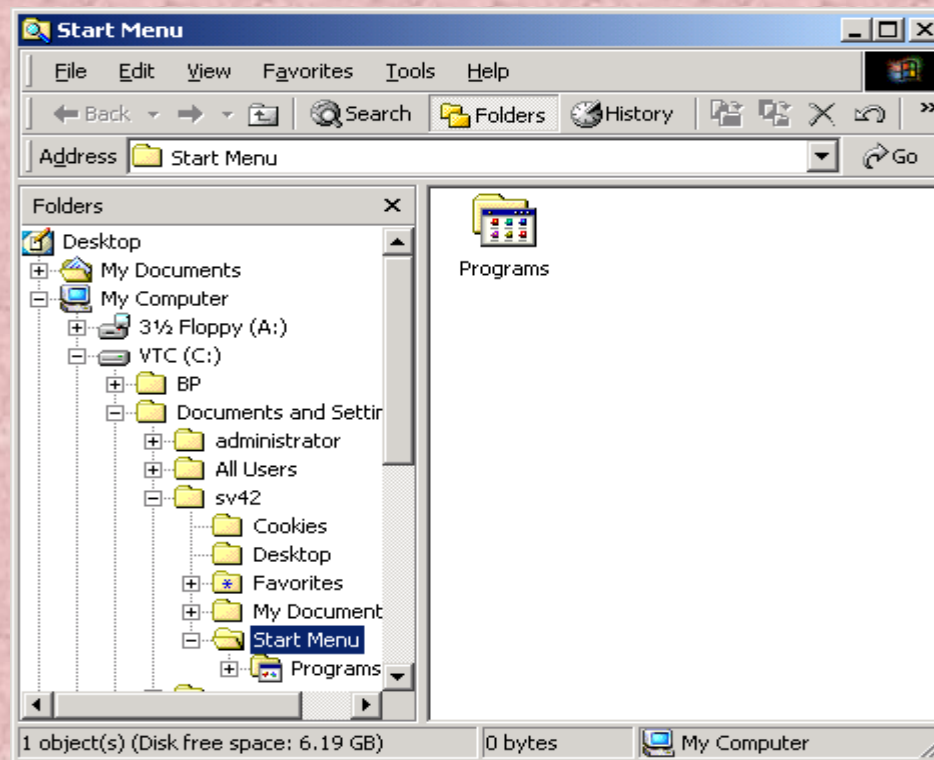 Start Menu
File Edit View Favorites Tools Help
Back Search Folders History »
Address Start Menu Go
Folders
Desktop
My Documents
My Computer
3½ Floppy (A:)
VTC (C:)
BP
Documents and Settin
administrator
All Users
sv42
Cookies
Desktop
Favorites
My Document
Start Menu
Programs
Programs
1 object(s) (Disk free space: 6.19 GB) 0 bytes My Computer